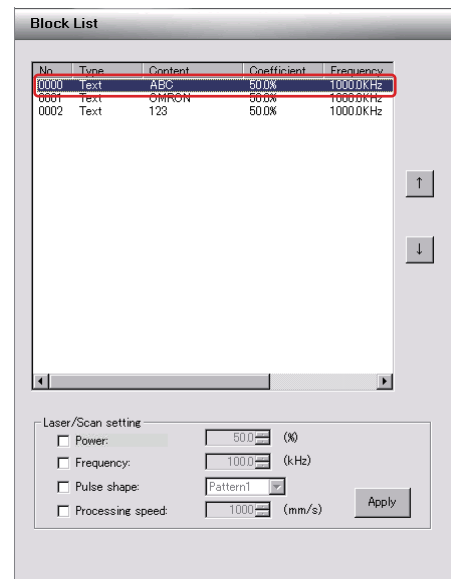 Block List
No. Type Content Coefficient Frequency
0000 Text ABC 50.0% 1000.0KHz
0001 Text OMRON 50.0% 1000.0KHz
0002 Text 123 50.0% 1000.0KHz
↑
↓
Laser/Scan setting
Power: 50.0 (%)
Frequency: 100.0 (kHz)
Pulse shape: Pattern1
Processing speed: 1000 (mm/s)
Apply